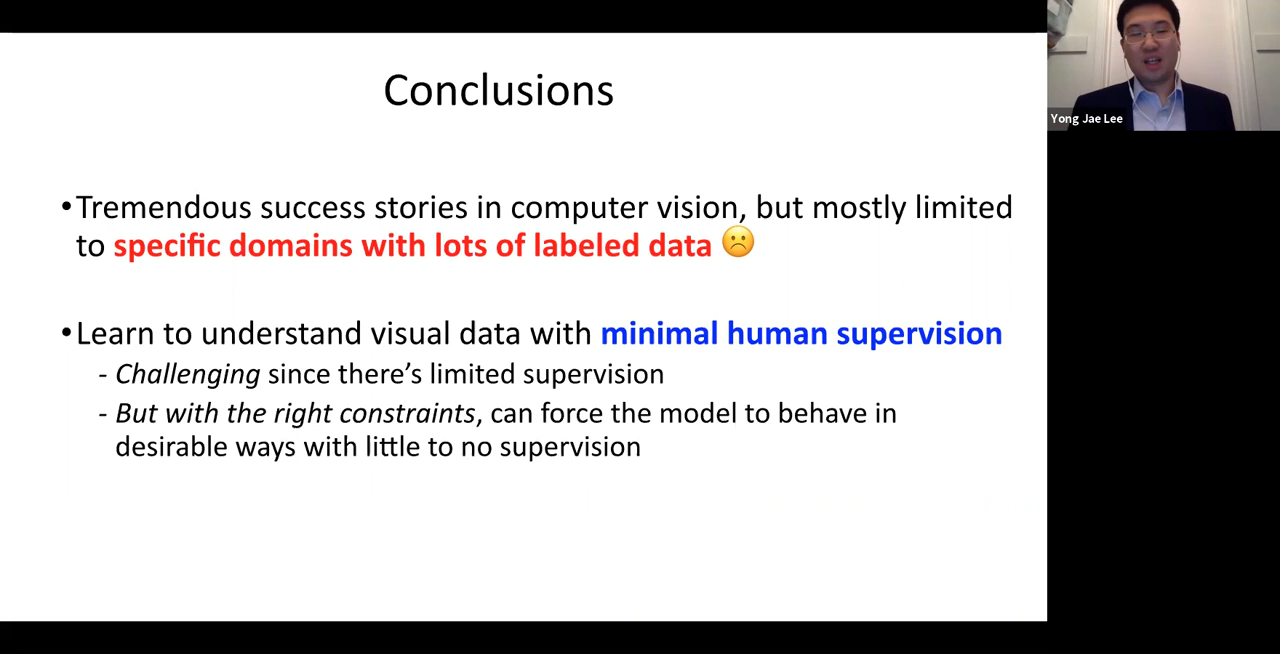 Conclusions
•Tremendous success stories in computer vision, but mostly limited
to specific domains with lots of labeled data ☹️
•Learn to understand visual data with minimal human supervision
- Challenging since there’s limited supervision
- But with the right constraints, can force the model to behave in
desirable ways with little to no supervision
Yong Jae Lee